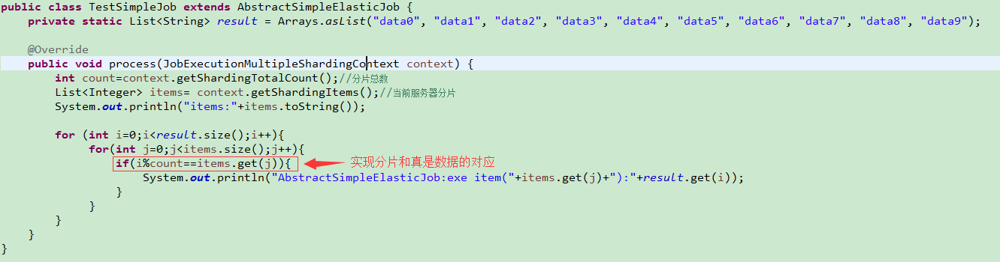 public class TestSimpleJob extends AbstractSimpleElasticJob {
    private static List<String> result = Arrays.asList("data0", "data1", "data2", "data3", "data4", "data5", "data6", "data7", "data8", "data9");
    @Override
    public void process(JobExecutionMultipleShardingContext context) {
        int count=context.getShardingTotalCount();//分片总数
        List<Integer> items= context.getShardingItems();//当前服务器分片
        System.out.println("items:"+items.toString());
        for (int i=0;i<result.size();i++){
            for(int j=0;j<items.size();j++){
                if(i%count==items.get(j)){ 实现分片和真是数据的对应
                    System.out.println("AbstractSimpleElasticJob:exe item("+items.get(j)+"):"+result.get(i));
                }
            }
        }
    }
}